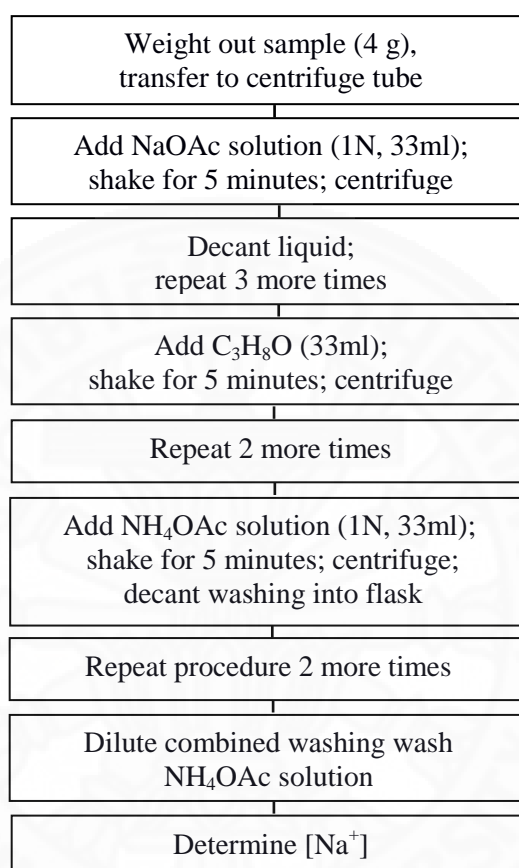 Weight out sample (4 g),
transfer to centrifuge tube
Add NaOAc solution (1N, 33ml);
shake for 5 minutes; centrifuge
Decant liquid;
repeat 3 more times
Add C₃H₈O (33ml);
shake for 5 minutes; centrifuge
Repeat 2 more times
Add NH₄OAc solution (1N, 33ml);
shake for 5 minutes; centrifuge;
decant washing into flask
Repeat procedure 2 more times
Dilute combined washing wash
NH₄OAc solution
Determine [Na⁺]